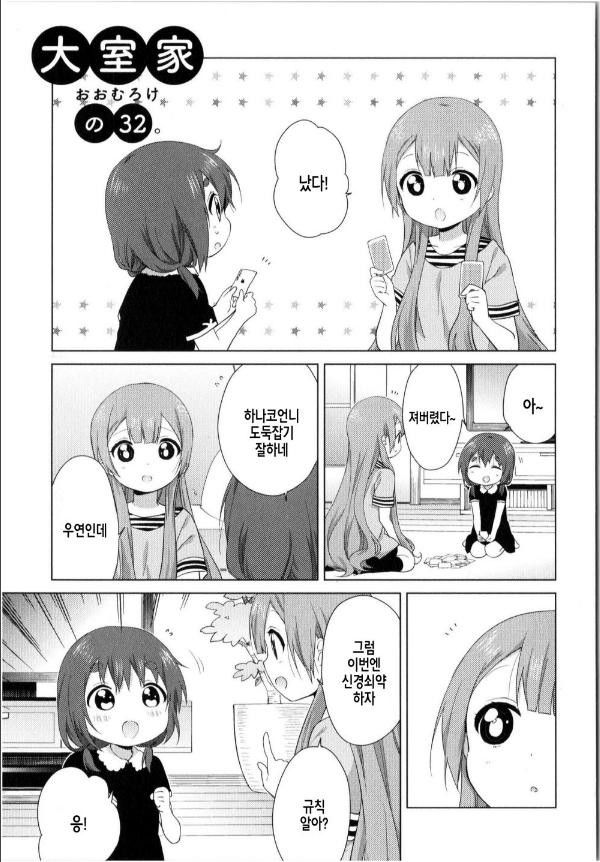 大室家
おおむろけ
の32。
났다!
아~
져버렸다~
하나코언니
도둑잡기
잘하네
우연인데
그럼
이번엔
신경쇠약
하자
규칙
알아?
응!